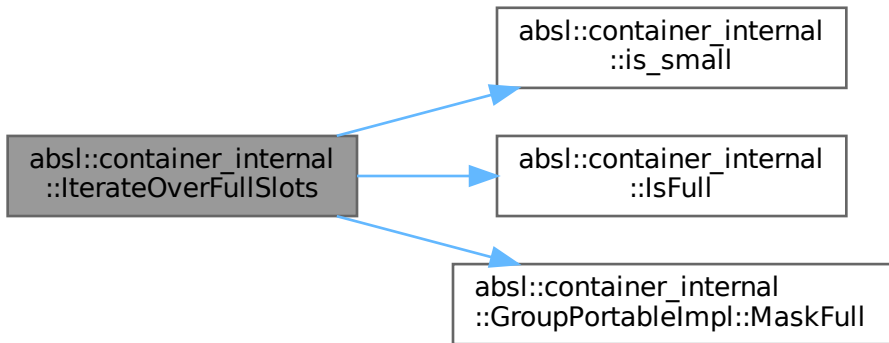 absl::container_internal
::is_small
absl::container_internal
::IterateOverFullSlots
absl::container_internal
::IsFull
absl::container_internal
::GroupPortableImpl::MaskFull